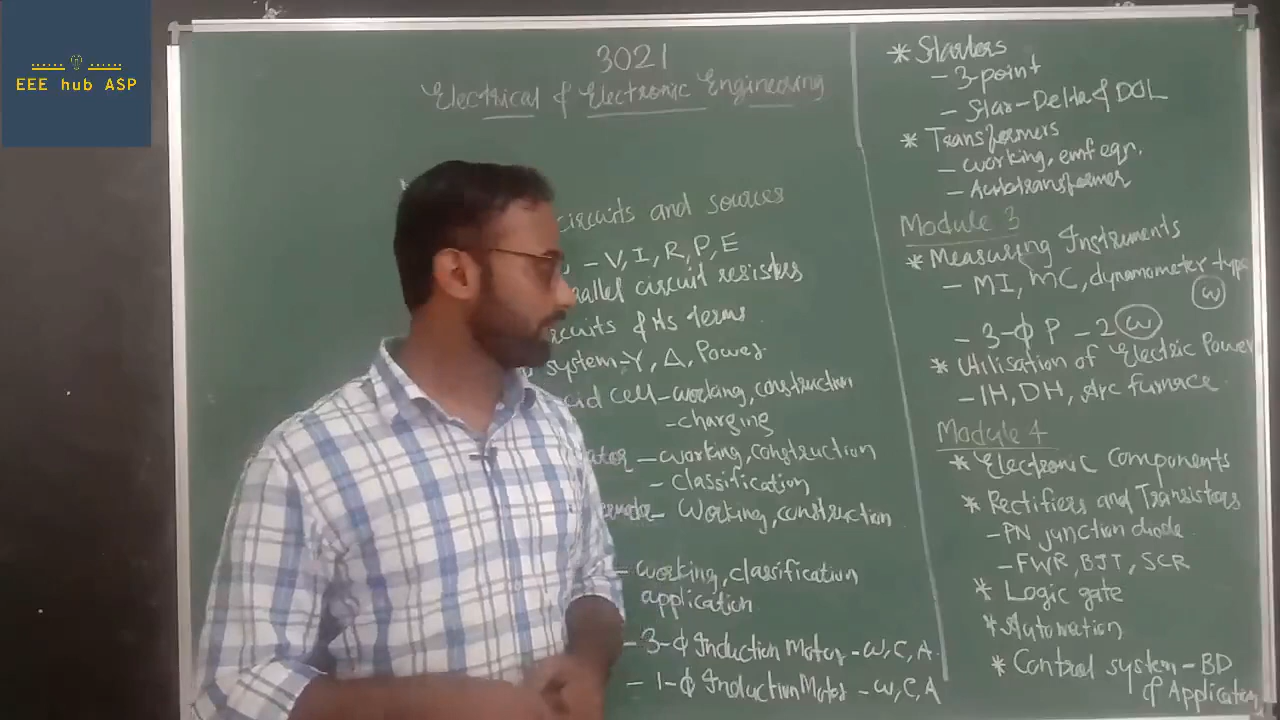 EEE hub ASP
3021
Electrical & Electronic Engineering
circuits and sources
- V, I, R, P, E
rallel circuit resistors
rcuits & its terms
system - Y, Δ, Power
cid cell - working, construction
- charging
ator - working, construction
- classification
- Working, construction
- working, classification
application
- 3-ϕ Induction Motor - W, C, A
- 1-ϕ Induction Motor - W, C, A
* Starters
- 3-point
- Star-Delta & DOL
* Transformers
- working, emf eqn.
- Autotransformer
Module 3
* Measuring Instruments
- MI, MC, dynamometer type
W
- 3-ϕ P - 2 W
* Utilisation of Electric Power
- IH, DH, Arc furnace
Module 4
* Electronic Components
* Rectifiers and Transistors
- PN junction diode
- FWR, BJT, SCR
* Logic gate
* Automation
* Control system - BD
& Application